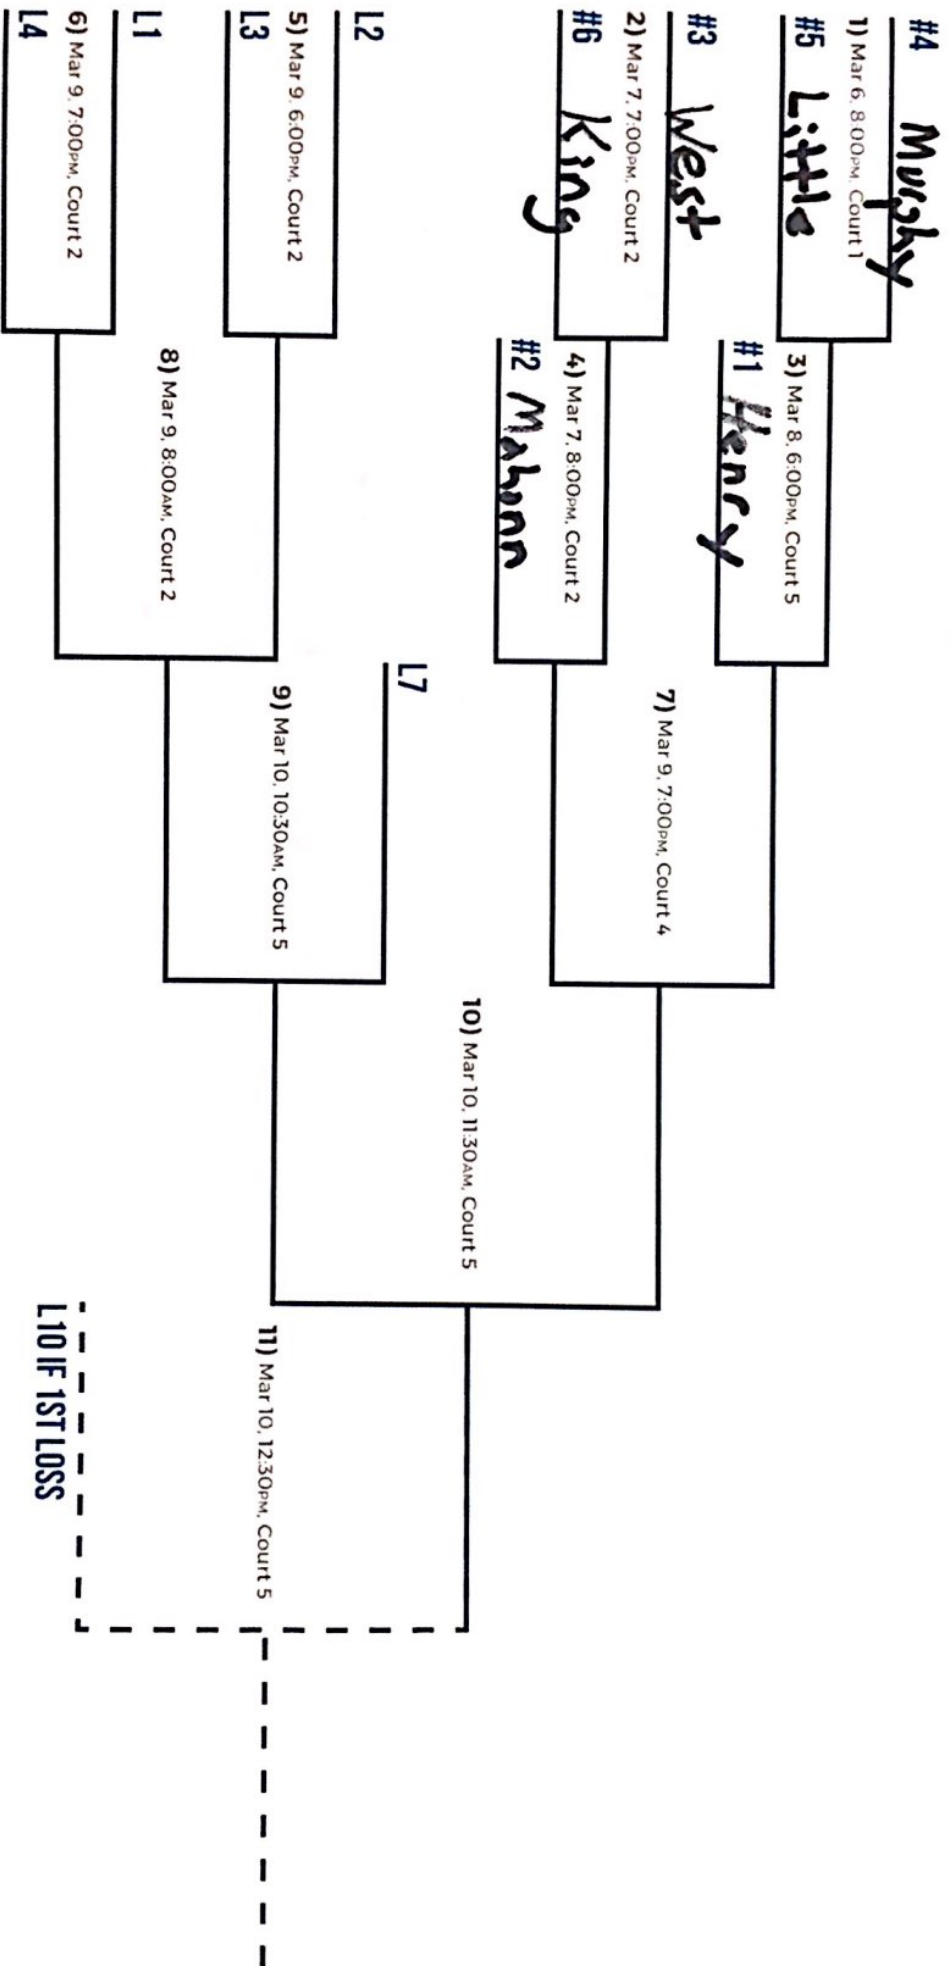 #4 Murphy
1) Mar 6, 8:00PM, Court 1
#5 Little
3) Mar 8, 6:00PM, Court 5
#1 Henry
#3 West
2) Mar 7, 7:00PM, Court 2
#6 King
4) Mar 7, 8:00PM, Court 2
#2 Mahonn
7) Mar 9, 7:00PM, Court 4
10) Mar 10, 11:30AM, Court 5
L2
5) Mar 9, 6:00PM, Court 2
L3
L1
6) Mar 9, 7:00PM, Court 2
L4
8) Mar 9, 8:00AM, Court 2
L7
9) Mar 10, 10:30AM, Court 5
11) Mar 10, 12:30PM, Court 5
L10 IF 1ST LOSS